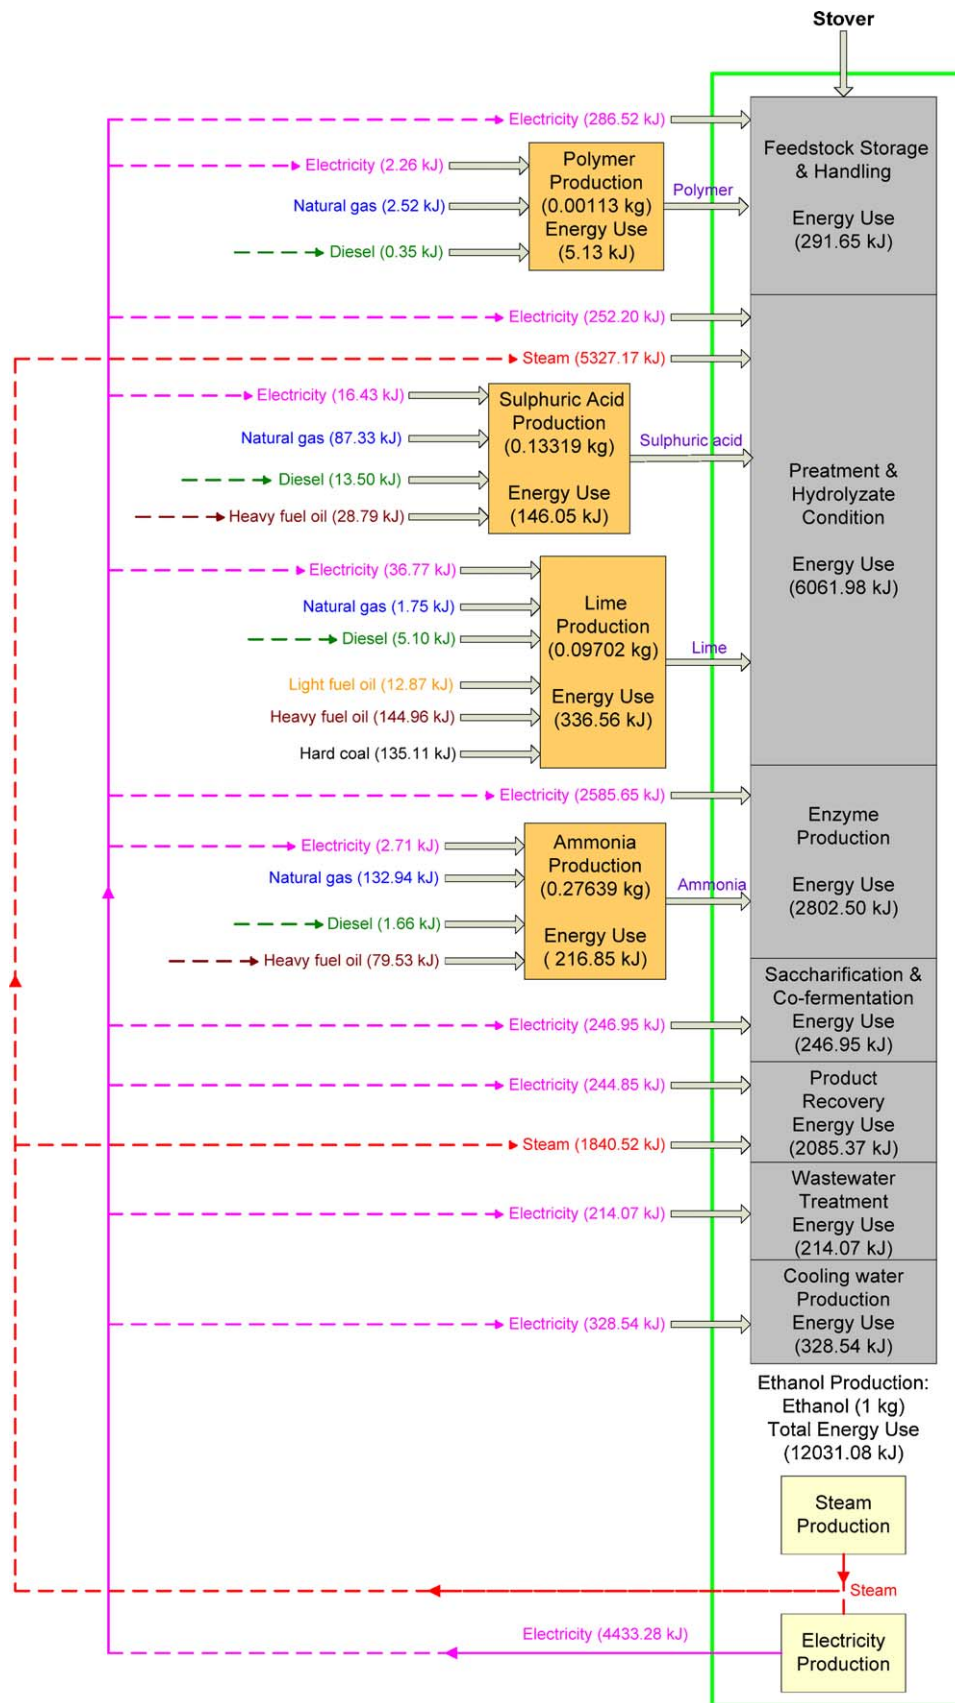 Stover
Electricity (286.52 kJ)
Feedstock Storage
& Handling
Energy Use
(291.65 kJ)
Electricity (2.26 kJ)
Natural gas (2.52 kJ)
Diesel (0.35 kJ)
Polymer
Production
(0.00113 kg)
Energy Use
(5.13 kJ)
Polymer
Electricity (252.20 kJ)
Steam (5327.17 kJ)
Electricity (16.43 kJ)
Natural gas (87.33 kJ)
Diesel (13.50 kJ)
Heavy fuel oil (28.79 kJ)
Sulphuric Acid
Production
(0.13319 kg)
Energy Use
(146.05 kJ)
Sulphuric acid
Preatment &
Hydrolyzate
Condition
Energy Use
(6061.98 kJ)
Electricity (36.77 kJ)
Natural gas (1.75 kJ)
Diesel (5.10 kJ)
Light fuel oil (12.87 kJ)
Heavy fuel oil (144.96 kJ)
Hard coal (135.11 kJ)
Lime
Production
(0.09702 kg)
Energy Use
(336.56 kJ)
Lime
Electricity (2585.65 kJ)
Enzyme
Production
Energy Use
(2802.50 kJ)
Electricity (2.71 kJ)
Natural gas (132.94 kJ)
Diesel (1.66 kJ)
Heavy fuel oil (79.53 kJ)
Ammonia
Production
(0.27639 kg)
Energy Use
( 216.85 kJ)
Ammonia
Saccharification &
Co-fermentation
Energy Use
(246.95 kJ)
Electricity (246.95 kJ)
Electricity (244.85 kJ)
Steam (1840.52 kJ)
Product
Recovery
Energy Use
(2085.37 kJ)
Electricity (214.07 kJ)
Wastewater
Treatment
Energy Use
(214.07 kJ)
Electricity (328.54 kJ)
Cooling water
Production
Energy Use
(328.54 kJ)
Ethanol Production:
Ethanol (1 kg)
Total Energy Use
(12031.08 kJ)
Steam
Production
Steam
Electricity (4433.28 kJ)
Electricity
Production